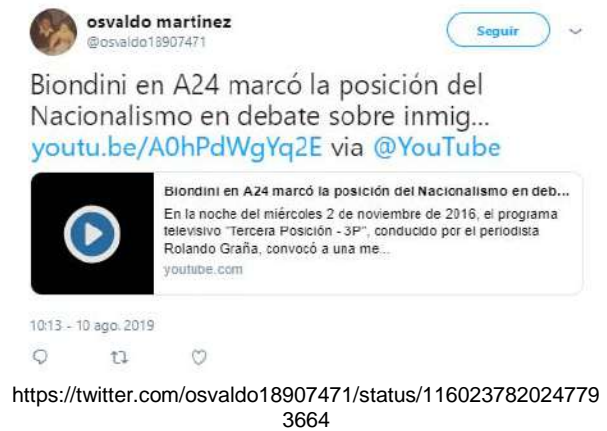 osvaldo martinez
@osvaldo18907471
Seguir
Biondini en A24 marcó la posición del
Nacionalismo en debate sobre inmig...
youtu.be/A0hPdWgYq2E via @YouTube
Biondini en A24 marcó la posición del Nacionalismo en deb...
En la noche del miércoles 2 de noviembre de 2016, el programa
televisivo "Tercera Posición - 3P", conducido por el periodista
Rolando Graña, convocó a una me...
youtube.com
10:13 - 10 ago. 2019
https://twitter.com/osvaldo18907471/status/116023782024779
3664